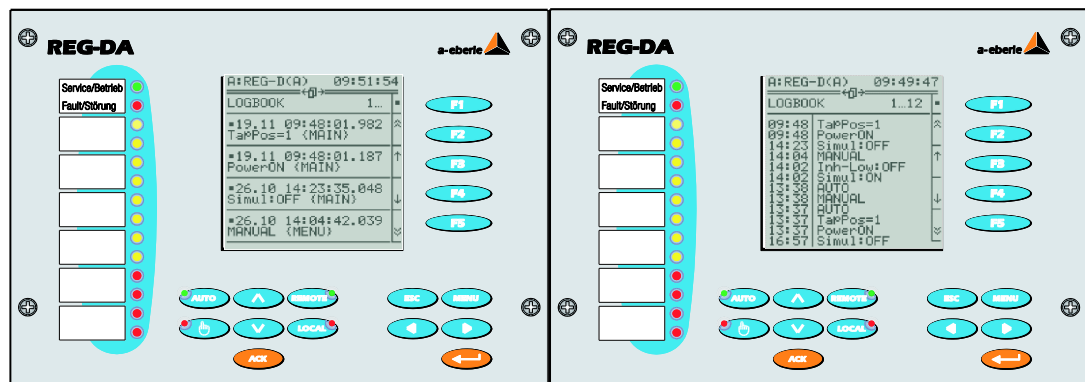 REG-DA
a-eberle
Service/Betrieb
Fault/Störung
A:REG-D(A) 09:51:54
LOGBOOK 1...
▪19.11 09:48:01.982
TapPos=1 (MAIN)
▪19.11 09:48:01.187
PowerON (MAIN)
▪26.10 14:23:35.048
Simul:OFF (MAIN)
▪26.10 14:04:42.039
MANUAL (MENU)
F1
F2
F3
F4
F5
AUTO
REMOTE
ESC
MENU
LOCAL
ACK
REG-DA
a-eberle
Service/Betrieb
Fault/Störung
A:REG-D(A) 09:49:47
LOGBOOK 1...12
09:48 TapPos=1
09:48 PowerON
14:23 Simul:OFF
14:04 MANUAL
14:02 Inh-Low:OFF
14:02 Simul:ON
13:38 AUTO
13:38 MANUAL
13:37 AUTO
13:37 TapPos=1
13:37 PowerON
16:57 Simul:OFF
F1
F2
F3
F4
F5
AUTO
REMOTE
ESC
MENU
LOCAL
ACK